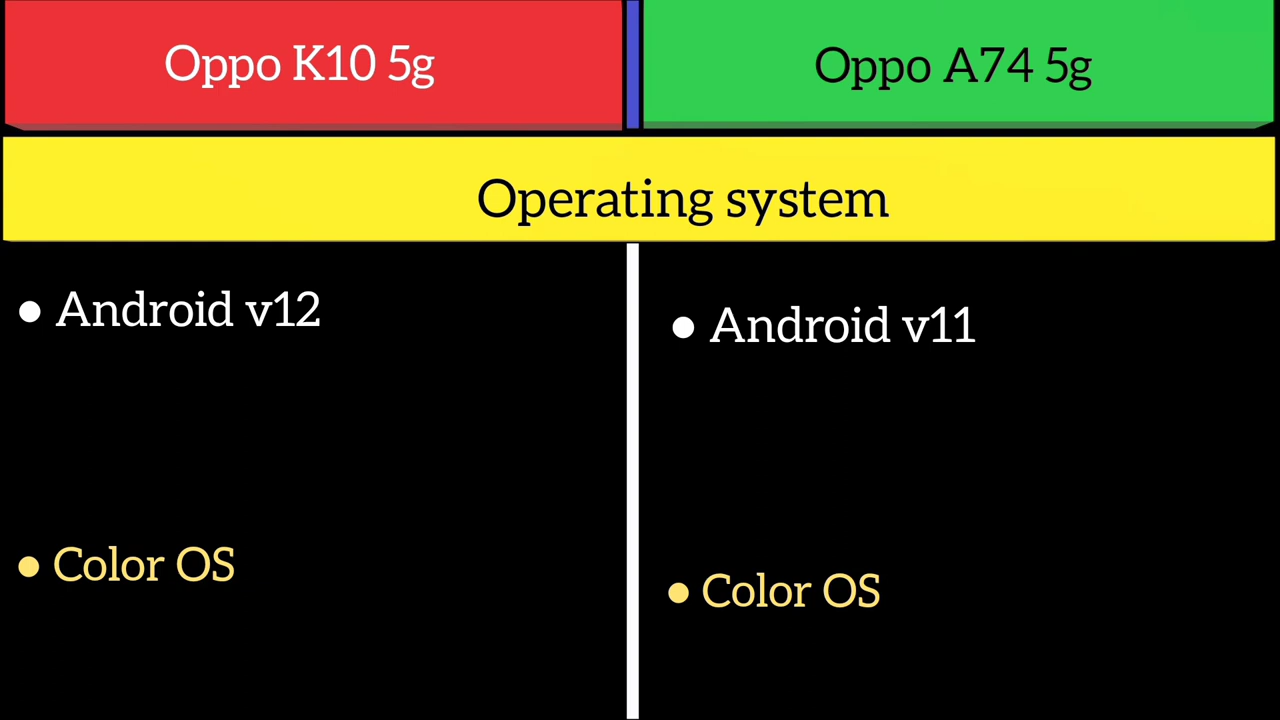 Oppo K10 5g
Oppo A74 5g
Operating system
• Android v12
• Android v11
• Color OS
• Color OS